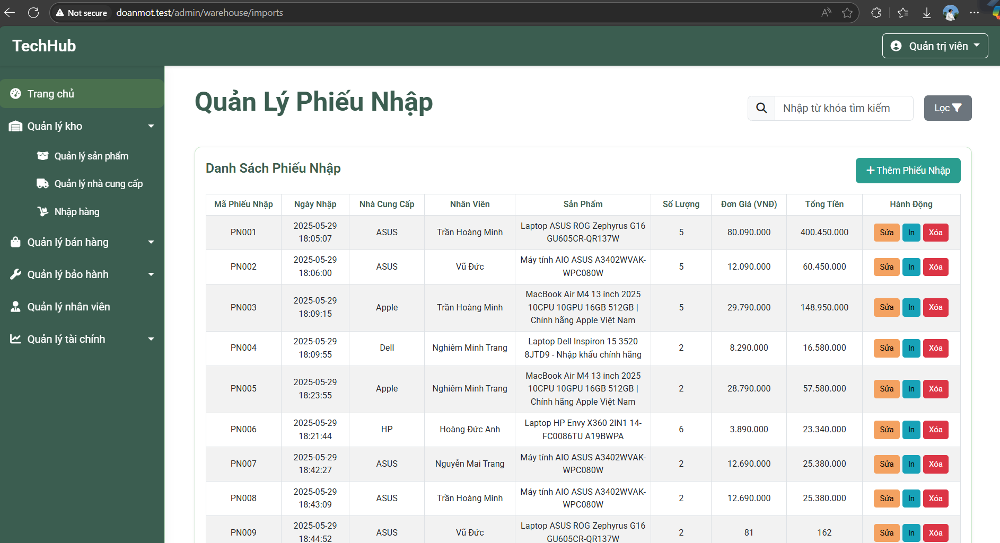 Not secure doanmot.test/admin/warehouse/imports
TechHub
Quản trị viên
Trang chủ
Quản lý kho
Quản lý sản phẩm
Quản lý nhà cung cấp
Nhập hàng
Quản lý bán hàng
Quản lý bảo hành
Quản lý nhân viên
Quản lý tài chính
Quản Lý Phiếu Nhập
Nhập từ khóa tìm kiếm
Lọc
Danh Sách Phiếu Nhập
+ Thêm Phiếu Nhập
Mã Phiếu Nhập Ngày Nhập Nhà Cung Cấp Nhân Viên Sản Phẩm Số Lượng Đơn Giá (VNĐ) Tổng Tiền Hành Động
2025-05-29 Laptop ASUS ROG Zephyrus G16
PN001 ASUS Trần Hoàng Minh 5 80.090.000 400.450.000 Sửa In Xóa
18:05:07 GU605CR-QR137W
2025-05-29 Máy tính AIO ASUS A3402WVAK-
PN002 ASUS Vũ Đức 5 12.090.000 60.450.000 Sửa In Xóa
18:06:00 WPC080W
MacBook Air M4 13 inch 2025
2025-05-29
PN003 Apple Trần Hoàng Minh 10CPU 10GPU 16GB 512GB | 5 29.790.000 148.950.000 Sửa In Xóa
18:09:15
Chính hãng Apple Việt Nam
2025-05-29 Laptop Dell Inspiron 15 3520
PN004 Dell Nghiêm Minh Trang 2 8.290.000 16.580.000 Sửa In Xóa
18:09:55 8JTD9 - Nhập khẩu chính hãng
MacBook Air M4 13 inch 2025
2025-05-29
PN005 Apple Nghiêm Minh Trang 10CPU 10GPU 16GB 512GB | 2 28.790.000 57.580.000 Sửa In Xóa
18:23:55
Chính hãng Apple Việt Nam
2025-05-29 Laptop HP Envy X360 2IN1 14-
PN006 HP Hoàng Đức Anh 6 3.890.000 23.340.000 Sửa In Xóa
18:21:44 FC0086TU A19BWPA
2025-05-29 Máy tính AIO ASUS A3402WVAK-
PN007 ASUS Nguyễn Mai Trang 2 12.690.000 25.380.000 Sửa In Xóa
18:42:27 WPC080W
2025-05-29 Máy tính AIO ASUS A3402WVAK-
PN008 ASUS Trần Hoàng Minh 2 12.690.000 25.380.000 Sửa In Xóa
18:43:09 WPC080W
2025-05-29 Laptop ASUS ROG Zephyrus G16
PN009 ASUS Vũ Đức 2 81 162 Sửa In Xóa
18:44:52 GU605CR-QR137W